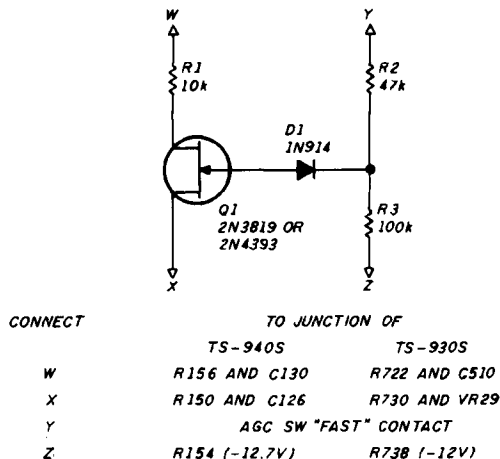 W
Y
R1
10k
R2
47k
D1
1N914
Q1
2N3819 OR
2N4393
R3
100k
X
Z
CONNECT TO JUNCTION OF
TS-940S TS-930S
W R156 AND C130 R722 AND C510
X R150 AND C126 R730 AND VR29
Y AGC SW "FAST" CONTACT
Z R154 (-12.7V) R738 (-12V)